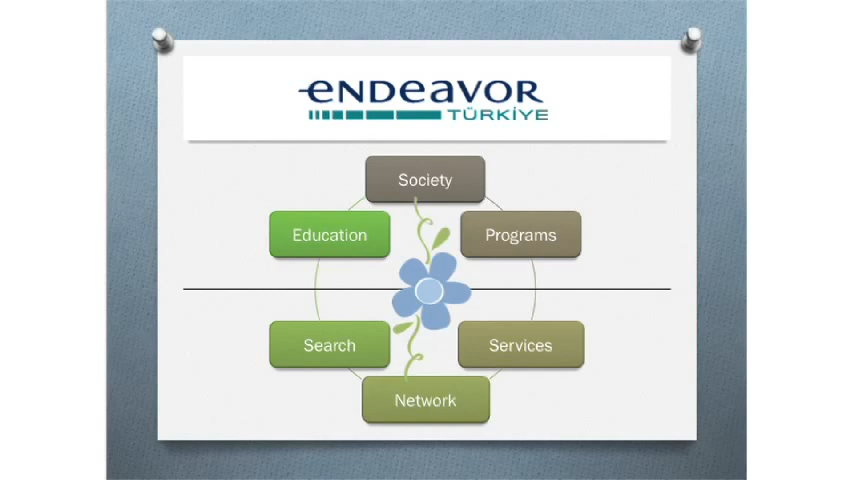 ENDEAVOR
TÜRKİYE
Society
Education
Programs
Search
Services
Network